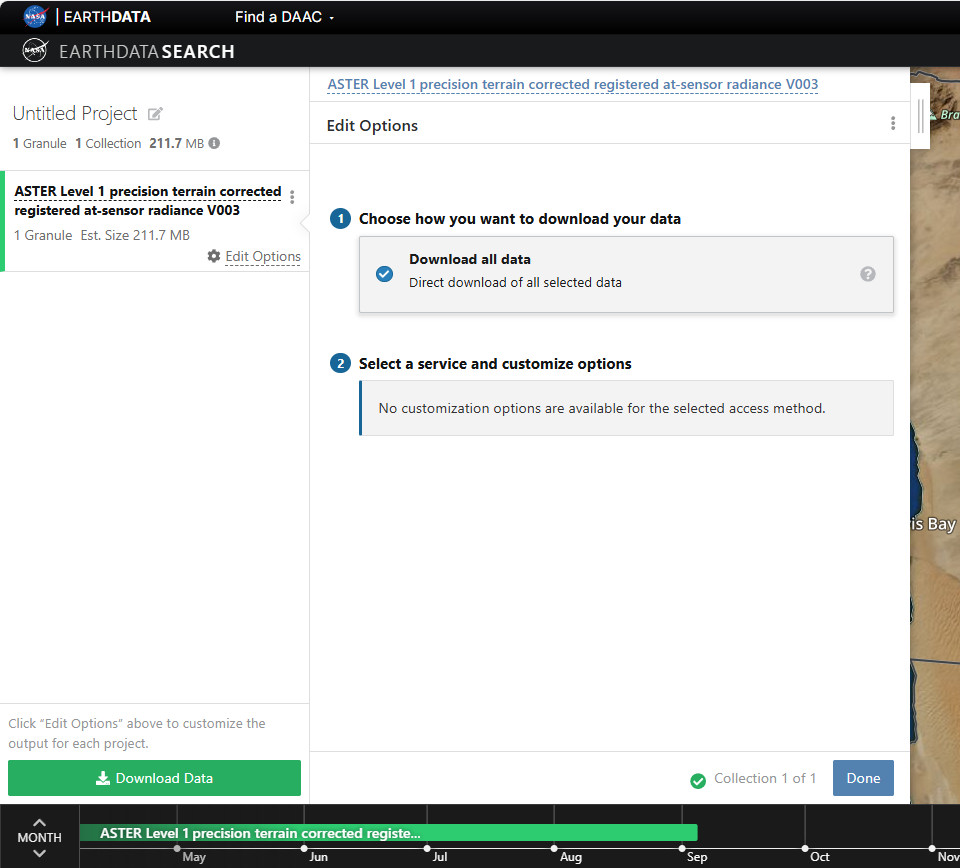 NASA EARTHDATA Find a DAAC
NASA EARTHDATA SEARCH
ASTER Level 1 precision terrain corrected registered at-sensor radiance V003
Untitled Project
1 Granule 1 Collection 211.7 MB
Edit Options
Bra
ASTER Level 1 precision terrain corrected
registered at-sensor radiance V003
1 Granule Est. Size 211.7 MB
Edit Options
1 Choose how you want to download your data
Download all data
Direct download of all selected data
?
2 Select a service and customize options
No customization options are available for the selected access method.
is Bay
Click "Edit Options" above to customize the
output for each project.
Download Data
Collection 1 of 1
Done
MONTH
ASTER Level 1 precision terrain corrected registe...
May Jun Jul Aug Sep Oct Nov